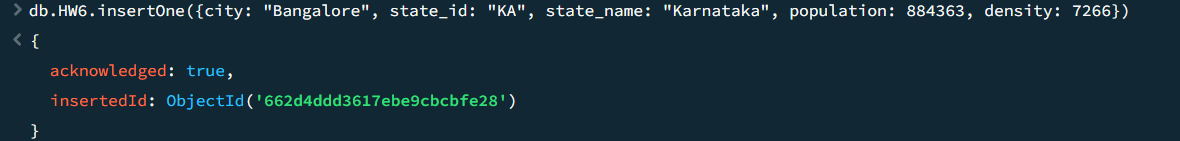 > db.HW6.insertOne({city: "Bangalore", state_id: "KA", state_name: "Karnataka", population: 884363, density: 7266})
< {
acknowledged: true,
insertedId: ObjectId('662d4ddd3617ebe9cbcbfe28')
}